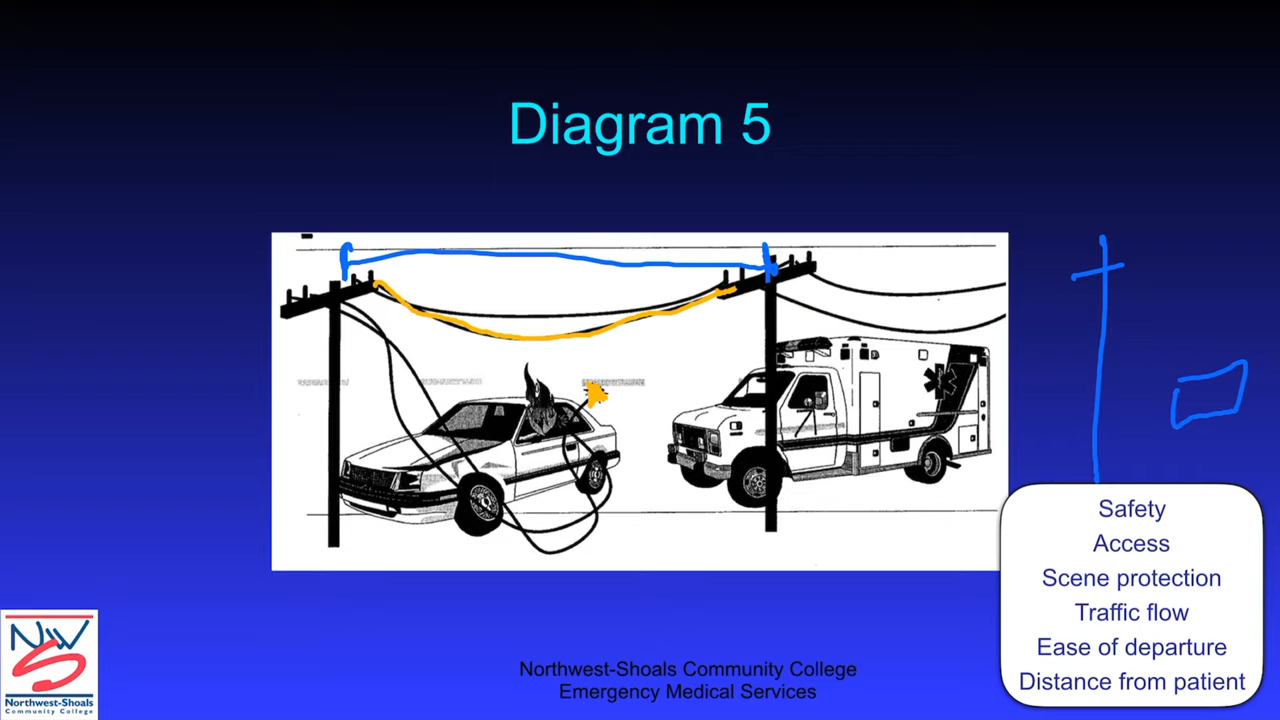 Diagram 5
Safety
Access
Scene protection
Traffic flow
Ease of departure
Distance from patient
Northwest-Shoals Community College
Emergency Medical Services
NWS
Northwest-Shoals
Community College